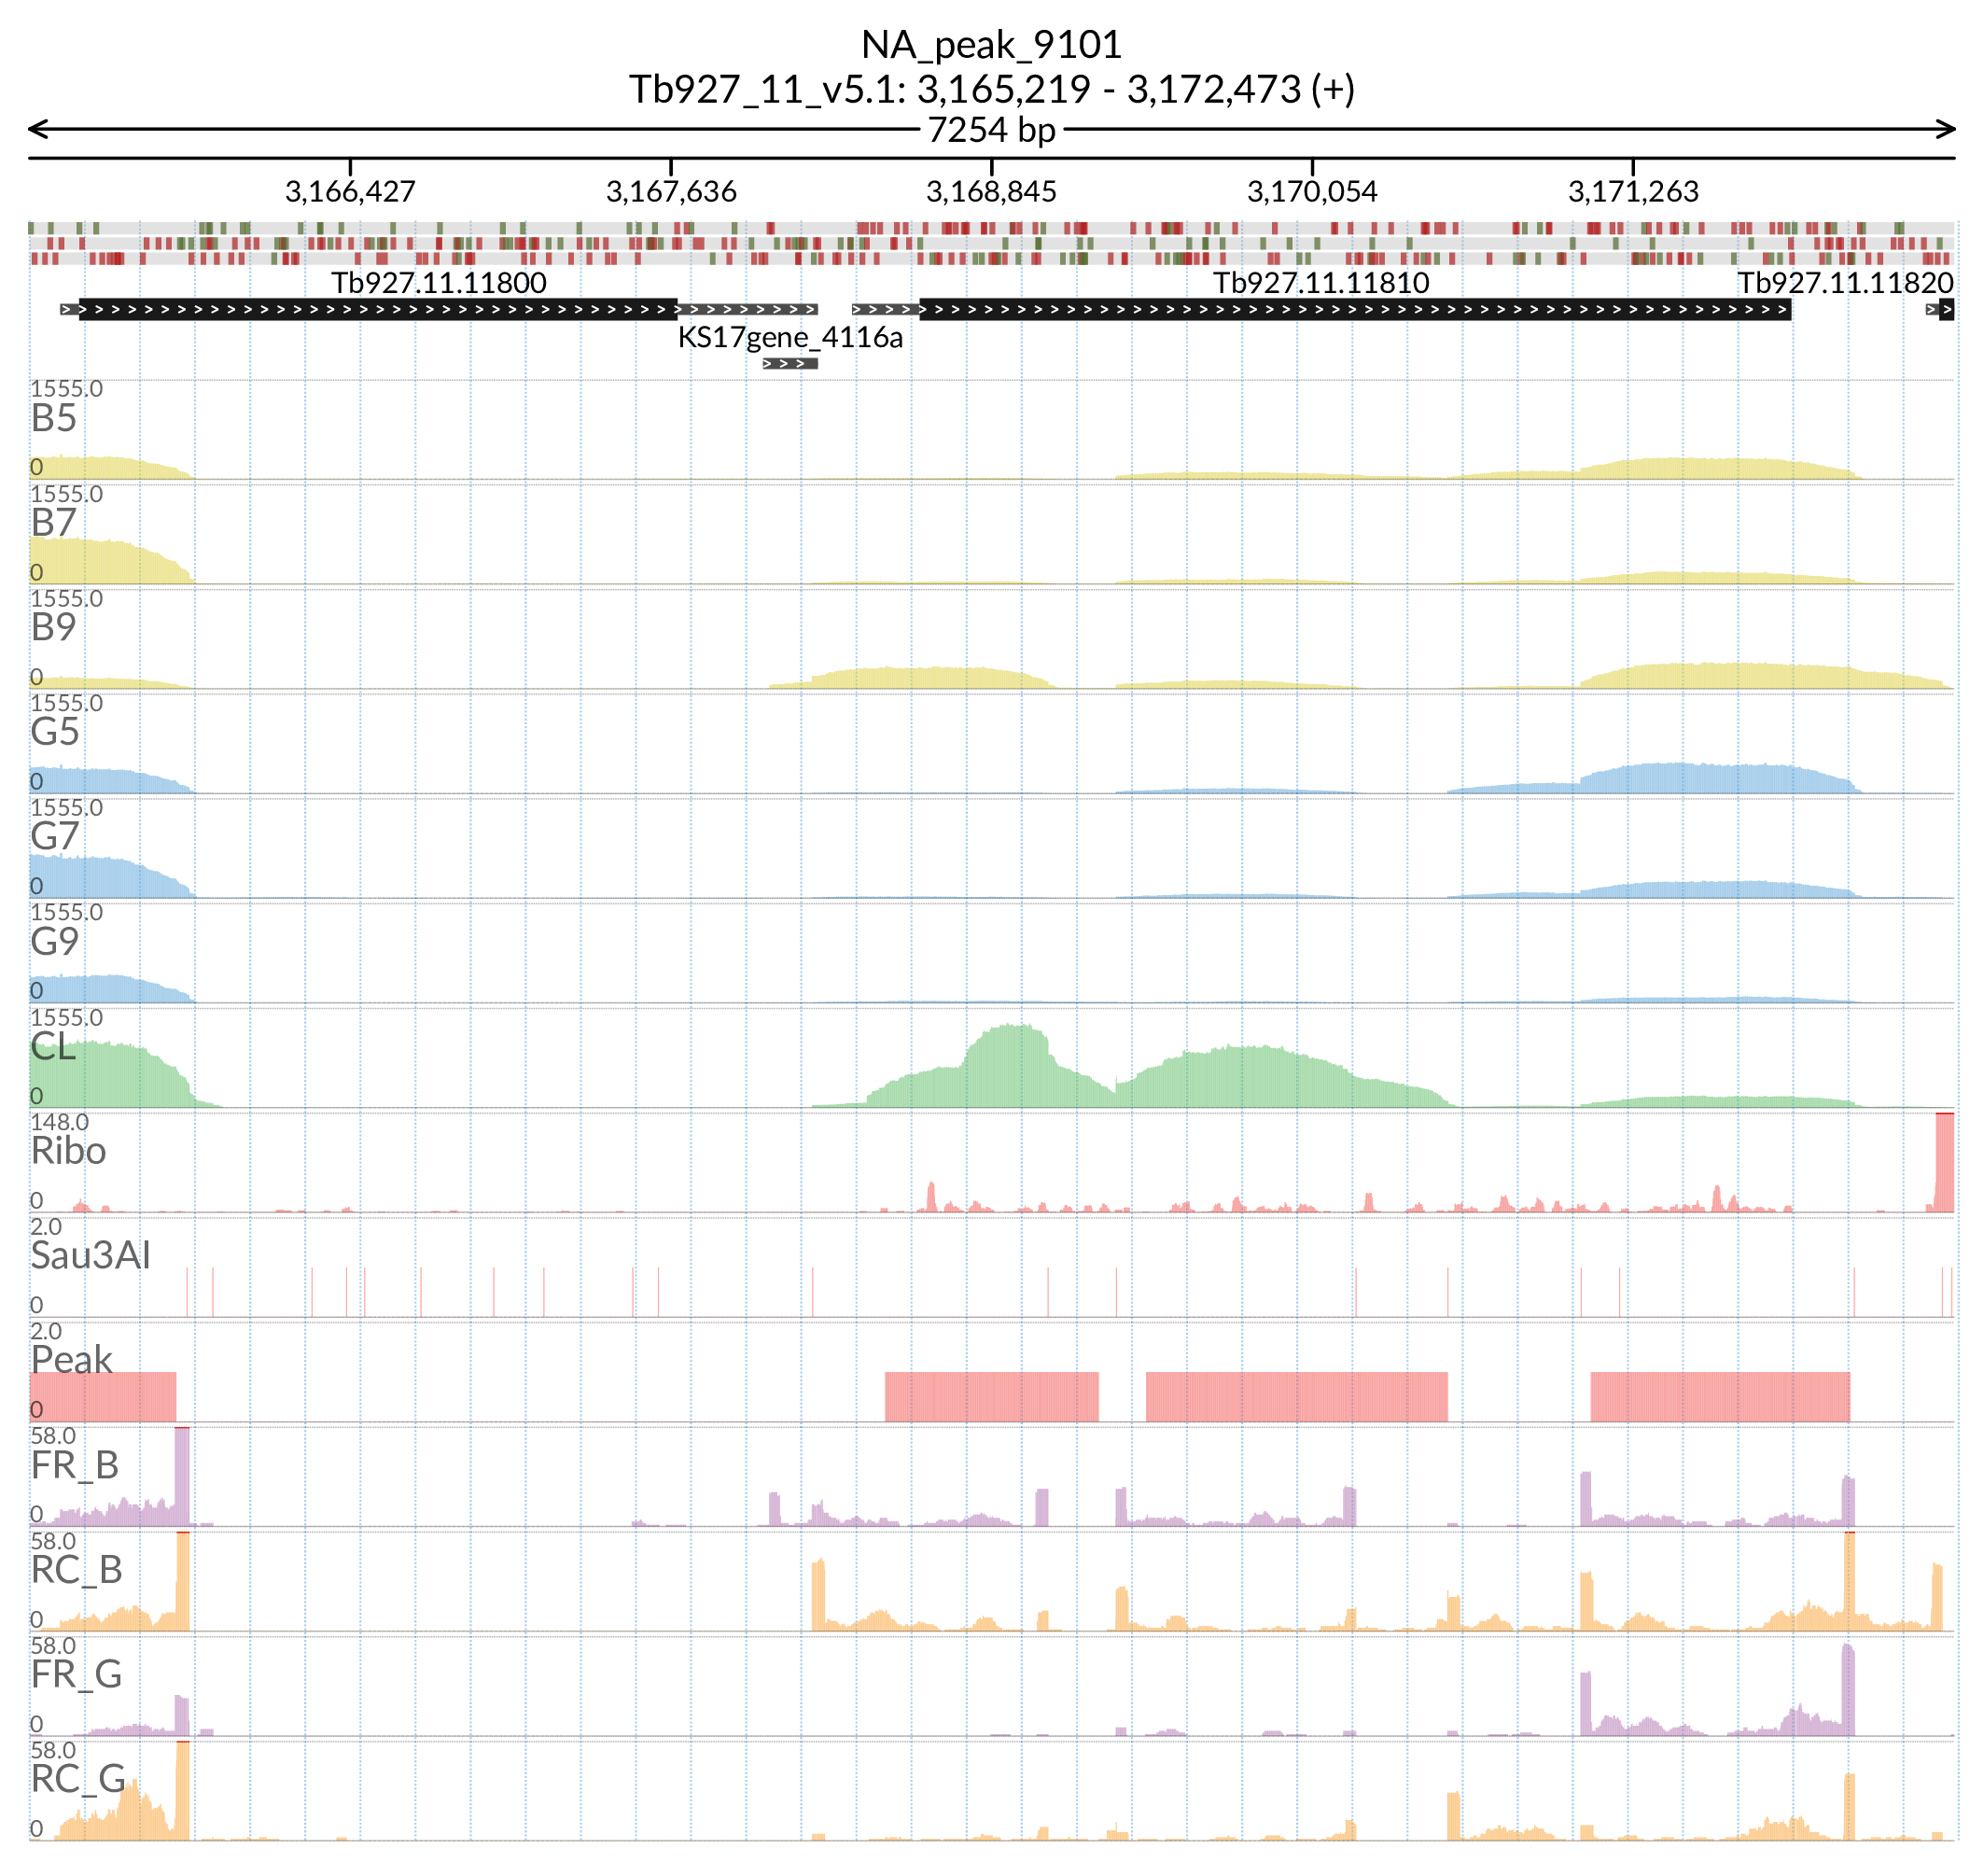 NA_peak_9101
Tb927_11_v5.1: 3,165,219 - 3,172,473 (+)
7254 bp
3,166,427 3,167,636 3,168,845 3,170,054 3,171,263
Tb927.11.11800 Tb927.11.11810 Tb927.11.11820
KS17gene_4116a
1555.0
B5
0
1555.0
B7
0
1555.0
B9
0
1555.0
G5
0
1555.0
G7
0
1555.0
G9
0
1555.0
CL
0
148.0
Ribo
0
2.0
Sau3AI
0
2.0
Peak
0
58.0
FR_B
0
58.0
RC_B
0
58.0
FR_G
0
58.0
RC_G
0